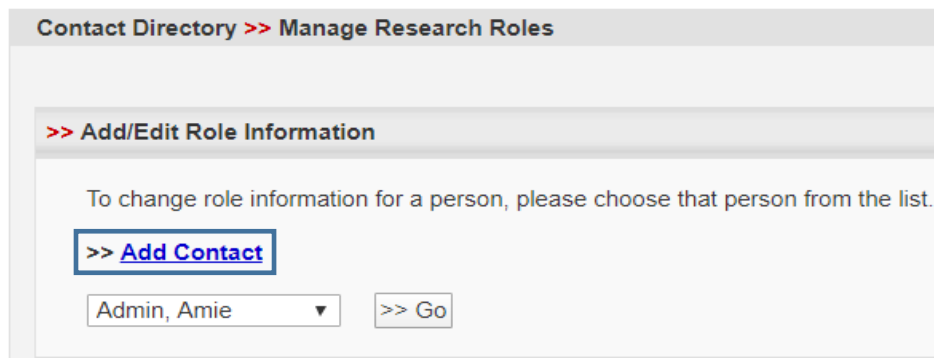 Contact Directory >> Manage Research Roles
>> Add/Edit Role Information
To change role information for a person, please choose that person from the list.
>> Add Contact
Admin, Amie ▼ >> Go